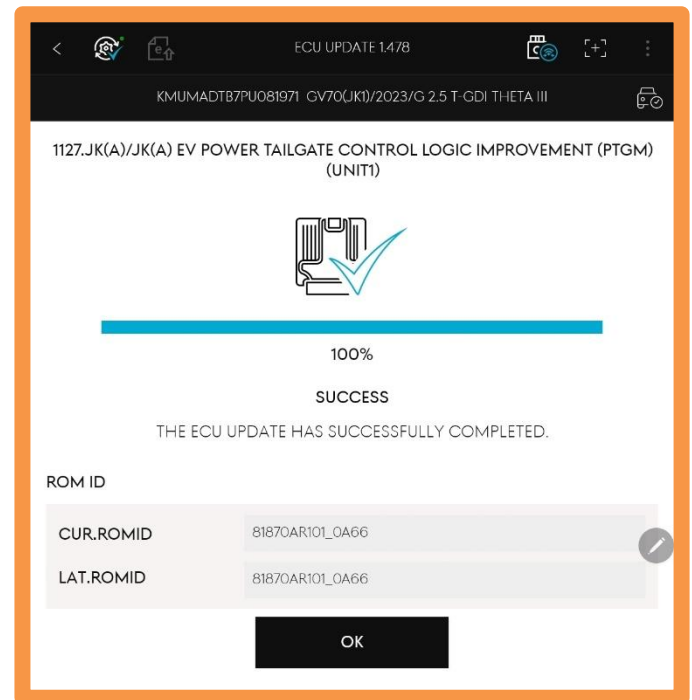 ECU UPDATE 1.478
KMUMADTB7PU081971 GV70(JK1)/2023/G 2.5 T-GDI THETA III
1127.JK(A)/JK(A) EV POWER TAILGATE CONTROL LOGIC IMPROVEMENT (PTGM)
(UNIT1)
100%
SUCCESS
THE ECU UPDATE HAS SUCCESSFULLY COMPLETED.
ROM ID
CUR.ROMID 81870AR101_0A66
LAT.ROMID 81870AR101_0A66
OK